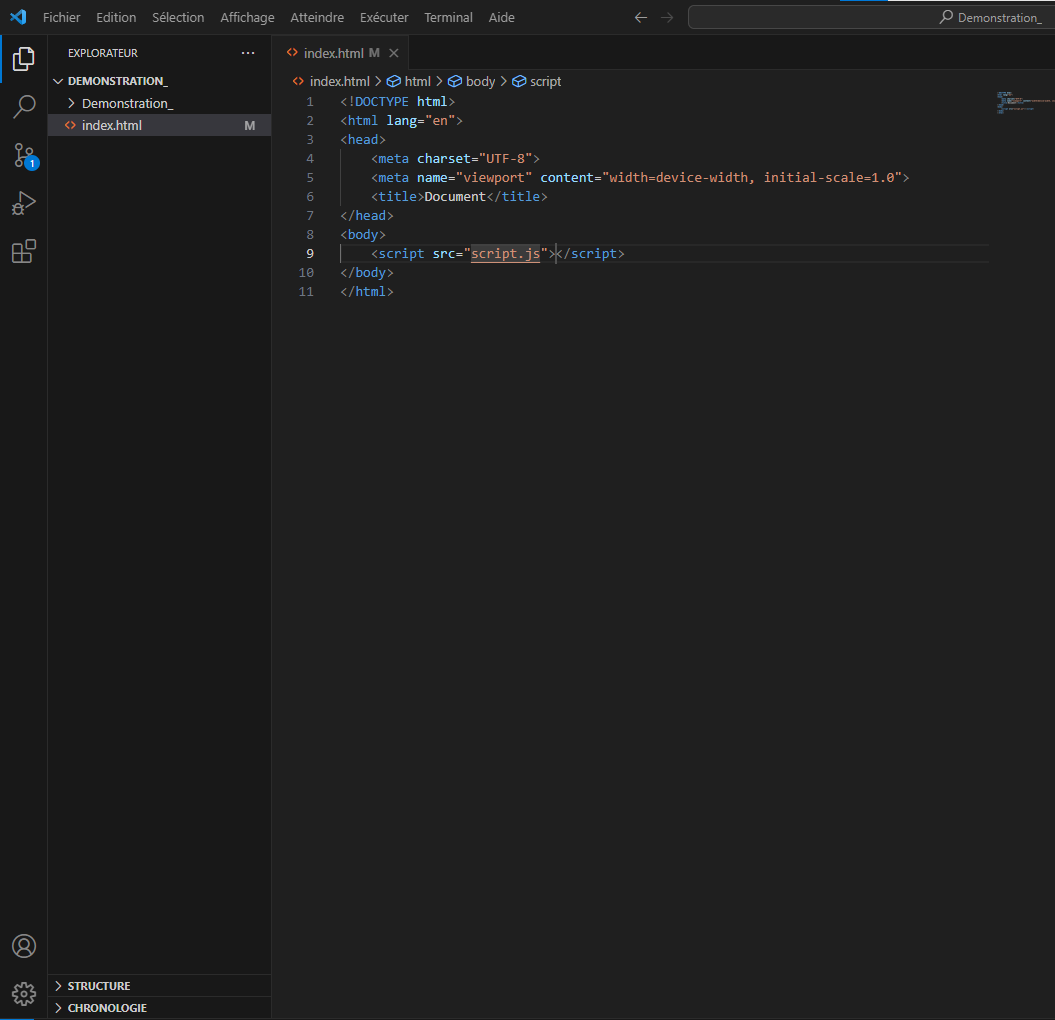 Fichier Edition Sélection Affichage Atteindre Exécuter Terminal Aide Demonstration_
EXPLORATEUR
DEMONSTRATION_
Demonstration_
index.html M
1
index.html M
index.html > html > body > script
1 <!DOCTYPE html>
2 <html lang="en">
3 <head>
4 <meta charset="UTF-8">
5 <meta name="viewport" content="width=device-width, initial-scale=1.0">
6 <title>Document</title>
7 </head>
8 <body>
9 <script src="script.js"></script>
10 </body>
11 </html>
STRUCTURE
CHRONOLOGIE